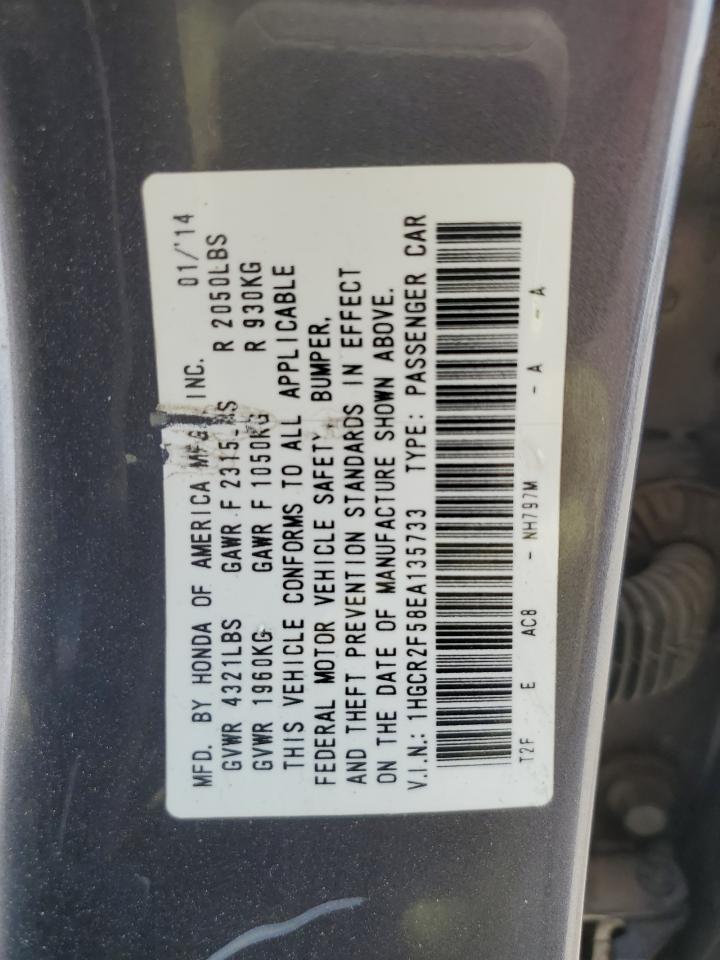 MFD. BY HONDA OF AMERICA MFG., INC. 01/'14
GVWR 4321LBS GAWR F 2315LBS R 2050LBS
GVWR 1960KG GAWR F 1050KG R 930KG
THIS VEHICLE CONFORMS TO ALL APPLICABLE
FEDERAL MOTOR VEHICLE SAFETY, BUMPER,
AND THEFT PREVENTION STANDARDS IN EFFECT
ON THE DATE OF MANUFACTURE SHOWN ABOVE.
V.I.N.: 1HGCR2F58EA135733 TYPE: PASSENGER CAR
T2F E AC8 - NH797M - A - A